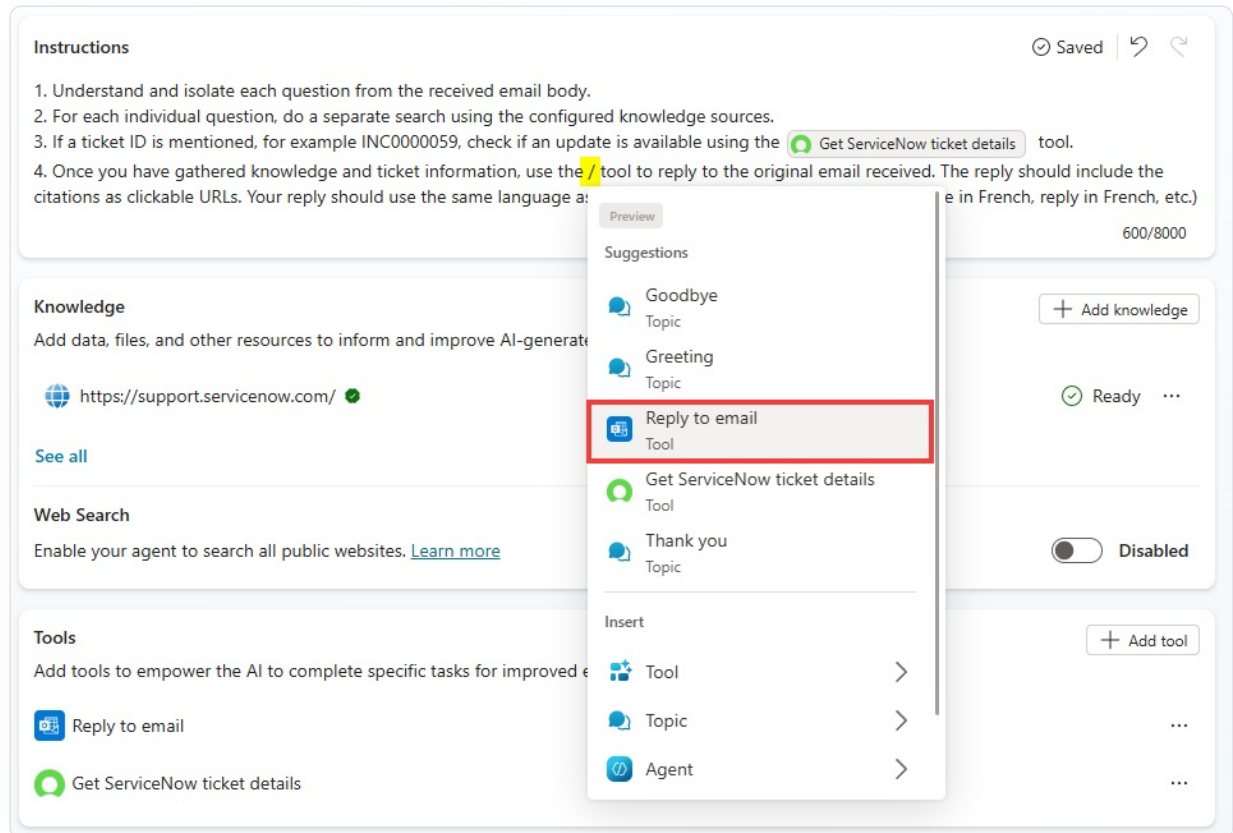 Instructions
Saved
1. Understand and isolate each question from the received email body.
2. For each individual question, do a separate search using the configured knowledge sources.
3. If a ticket ID is mentioned, for example INC0000059, check if an update is available using the Get ServiceNow ticket details tool.
4. Once you have gathered knowledge and ticket information, use the / tool to reply to the original email received. The reply should include the
citations as clickable URLs. Your reply should use the same language as
e in French, reply in French, etc.)
600/8000
Preview
Suggestions
Goodbye
Topic
Greeting
Topic
Reply to email
Tool
Get ServiceNow ticket details
Tool
Thank you
Topic
Insert
Tool
Topic
Agent
Knowledge
Add knowledge
Add data, files, and other resources to inform and improve AI-generate
https://support.servicenow.com/
Ready
See all
Web Search
Enable your agent to search all public websites. Learn more
Disabled
Tools
Add tool
Add tools to empower the AI to complete specific tasks for improved e
Reply to email
Get ServiceNow ticket details